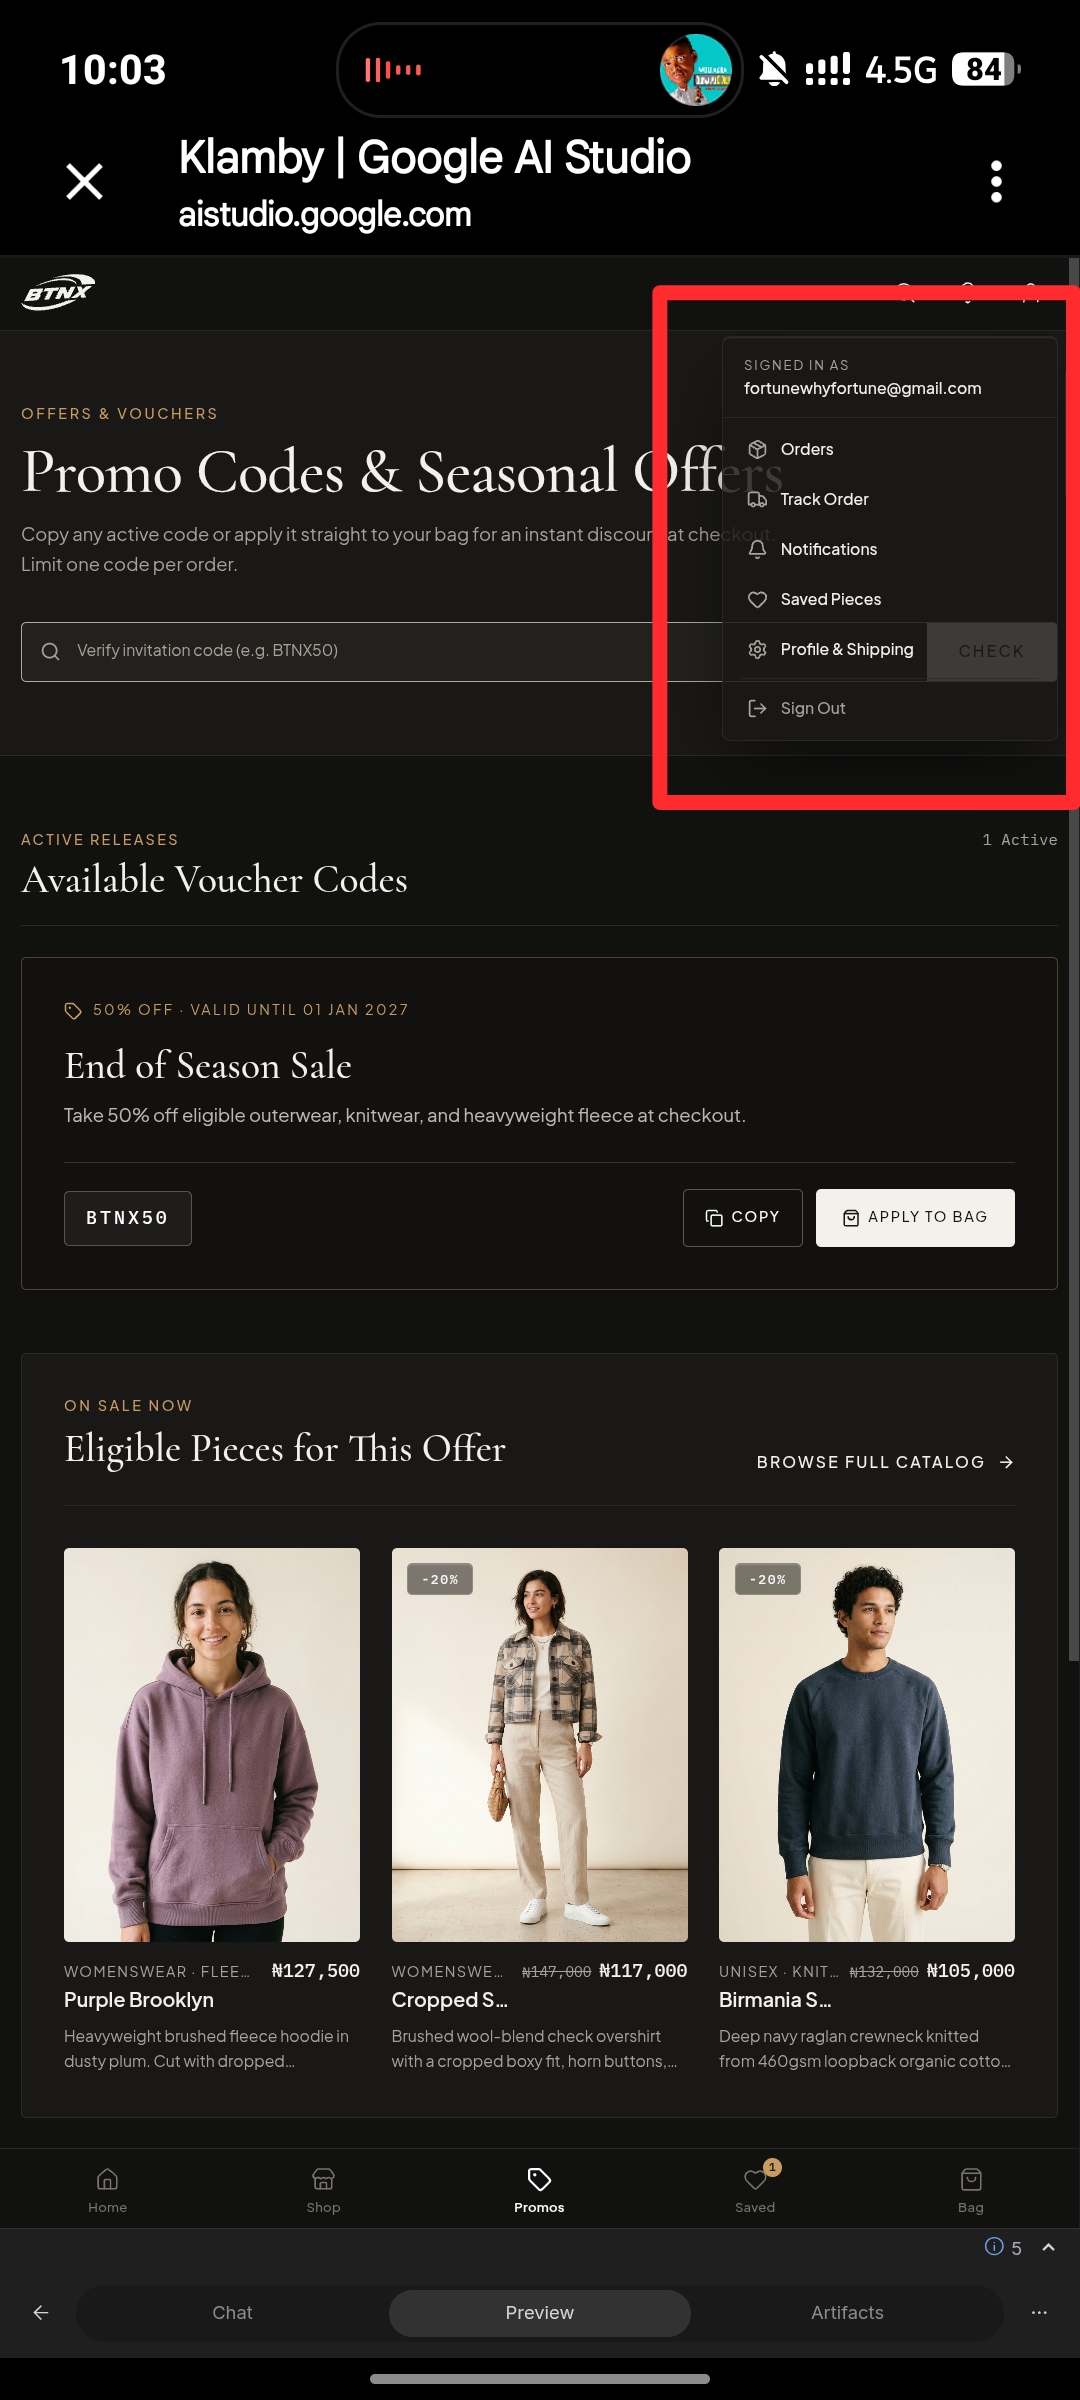 10:03
4.5G
84
Klamby | Google AI Studio
aistudio.google.com
BTNX
SIGNED IN AS
fortunewhyfortune@gmail.com
Orders
Track Order
Notifications
Saved Pieces
Profile & Shipping
Sign Out
OFFERS & VOUCHERS
Promo Codes & Seasonal Offers
Copy any active code or apply it straight to your bag for an instant discount at checkout.
Limit one code per order.
Verify invitation code (e.g. BTNX50)
CHECK
ACTIVE RELEASES
1 Active
Available Voucher Codes
50% OFF · VALID UNTIL 01 JAN 2027
End of Season Sale
Take 50% off eligible outerwear, knitwear, and heavyweight fleece at checkout.
BTNX50
COPY
APPLY TO BAG
ON SALE NOW
Eligible Pieces for This Offer
BROWSE FULL CATALOG
-20%
-20%
WOMENSWEAR · FLEE… ₦127,500
Purple Brooklyn
Heavyweight brushed fleece hoodie in
dusty plum. Cut with dropped…
WOMENSWE… ₦147,000 ₦117,000
Cropped S…
Brushed wool-blend check overshirt
with a cropped boxy fit, horn buttons,…
UNISEX · KNIT… ₦132,000 ₦105,000
Birmania S…
Deep navy raglan crewneck knitted
from 460gsm loopback organic cotto…
Home
Shop
Promos
1
Saved
Bag
5
Chat
Preview
Artifacts